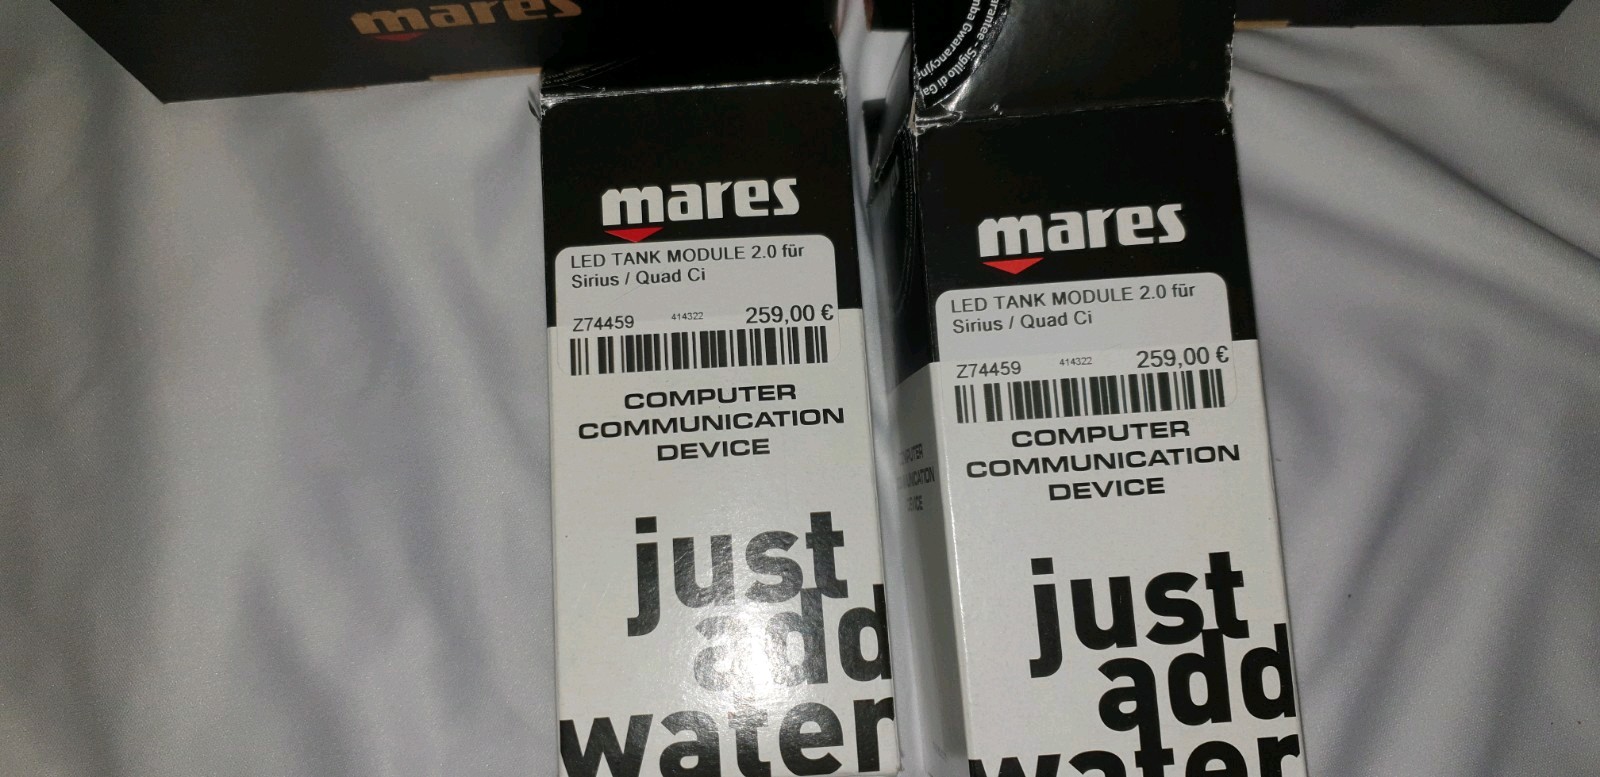 mares
mares
LED TANK MODULE 2.0 für
Sirius / Quad Ci
Z74459 414322 259,00 €
COMPUTER
COMMUNICATION
DEVICE
just
add
water
mares
LED TANK MODULE 2.0 für
Sirius / Quad Ci
Z74459 414322 259,00 €
COMPUTER
COMMUNICATION
DEVICE
just
add
water